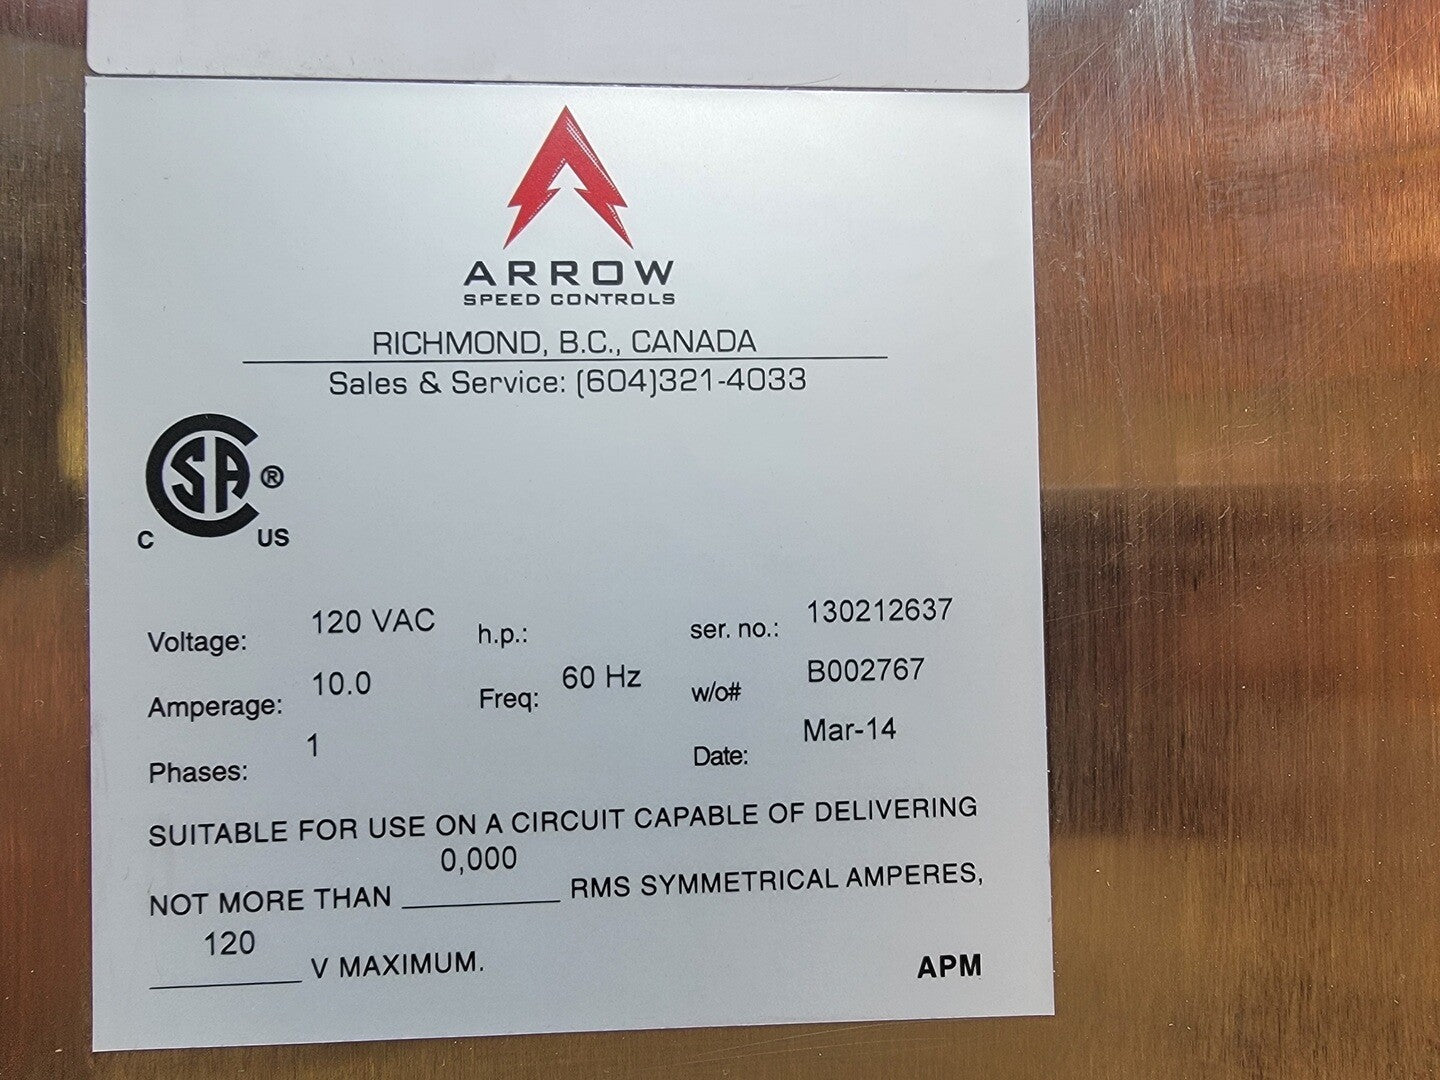 ARROW
SPEED CONTROLS
RICHMOND, B.C., CANADA
Sales & Service: (604)321-4033
CSA ®
C US
Voltage: 120 VAC h.p.: ser. no.: 130212637
Amperage: 10.0 Freq: 60 Hz w/o# B002767
Phases: 1 Date: Mar-14
SUITABLE FOR USE ON A CIRCUIT CAPABLE OF DELIVERING
NOT MORE THAN 0,000 RMS SYMMETRICAL AMPERES,
120 V MAXIMUM.
APM